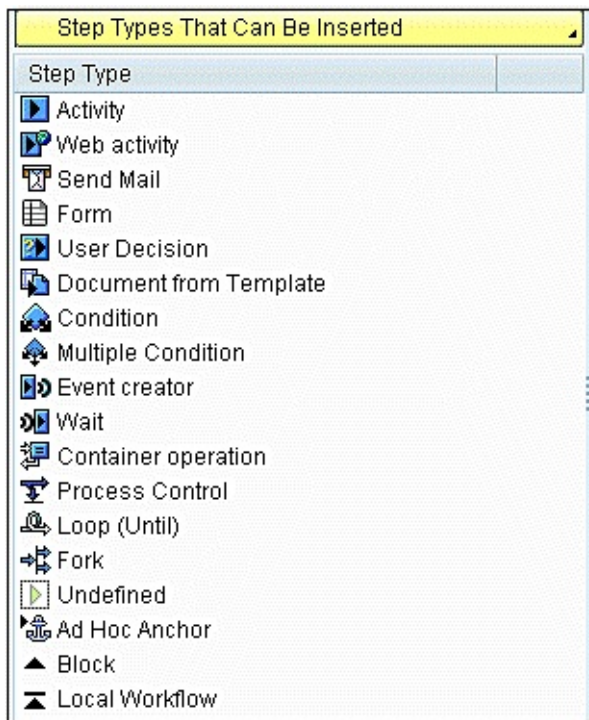 Step Types That Can Be Inserted
Step Type
Activity
Web activity
Send Mail
Form
User Decision
Document from Template
Condition
Multiple Condition
Event creator
Wait
Container operation
Process Control
Loop (Until)
Fork
Undefined
Ad Hoc Anchor
Block
Local Workflow